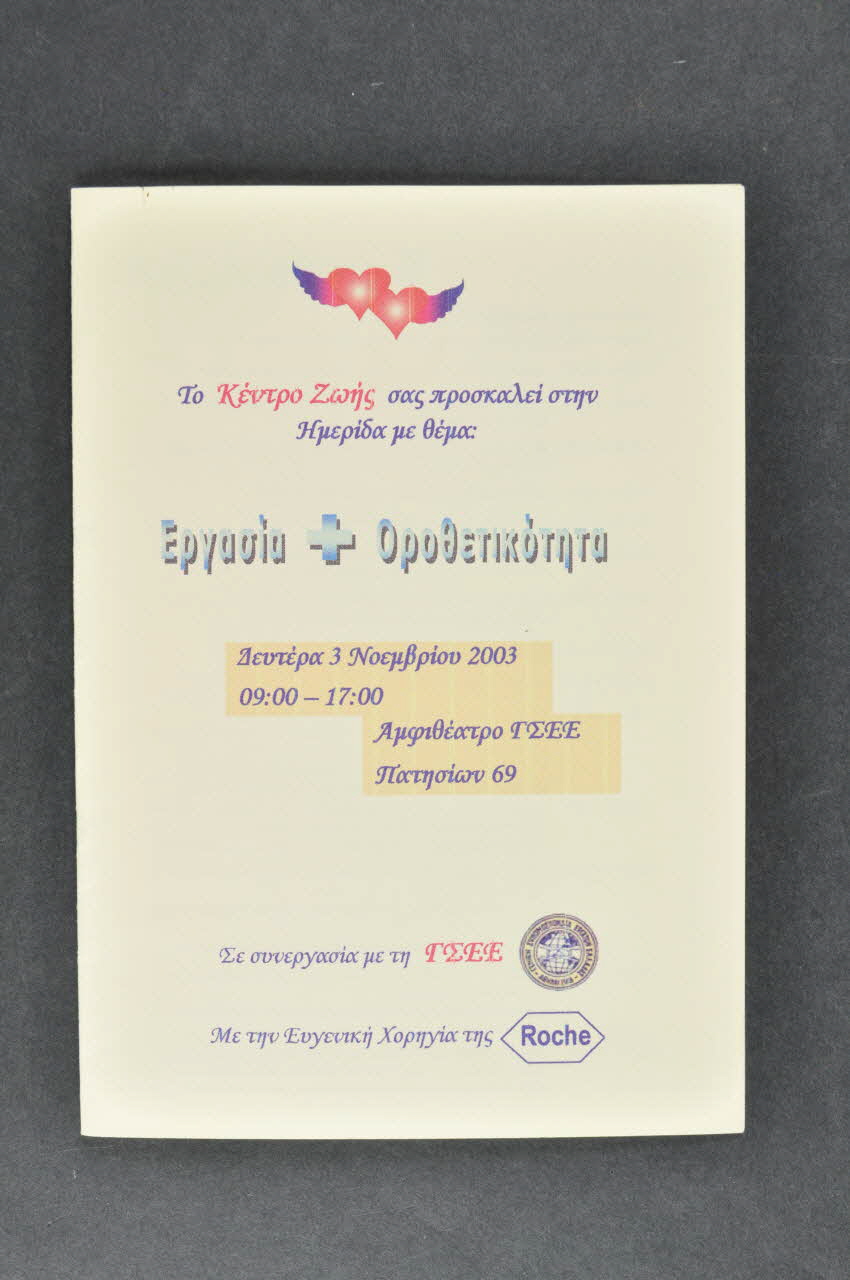 Το Κέντρο Ζωής σας προσκαλεί στην
Ημερίδα με θέμα:
Εργασία + Οροθετικότητα
Δευτέρα 3 Νοεμβρίου 2003
09:00 – 17:00
Αμφιθέατρο ΓΣΕΕ
Πατησίων 69
Σε συνεργασία με τη ΓΣΕΕ
Με την Ευγενική Χορηγία της Roche